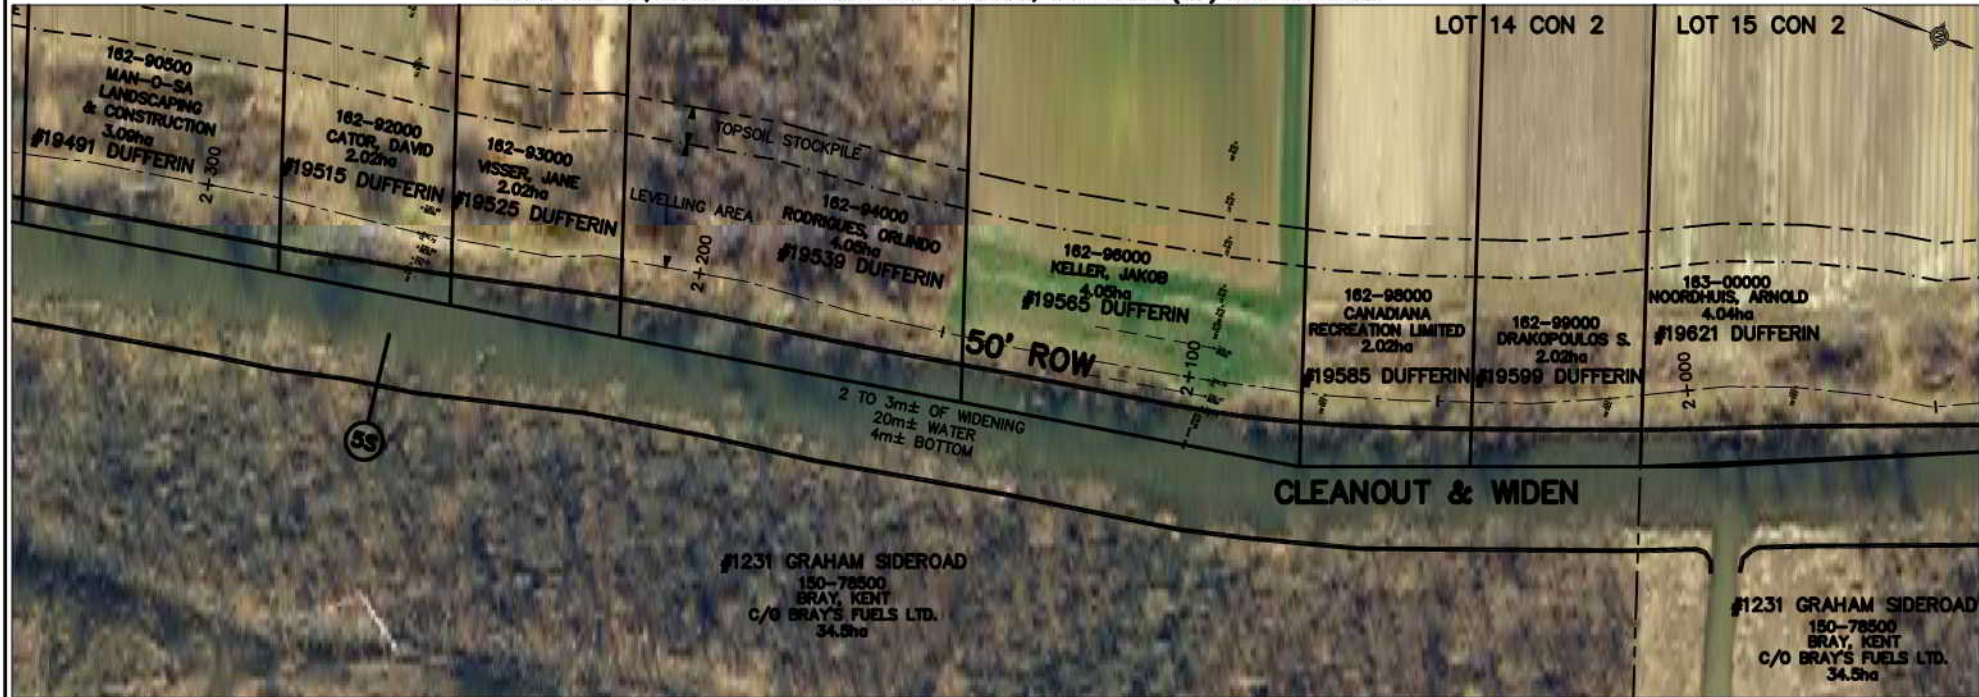 LOT 14 CON 2
LOT 15 CON 2
162-90500
MAN-O-SA
LANDSCAPING
& CONSTRUCTION
3.09ha
#19491 DUFFERIN
2+300
162-92000
CATOR, DAVID
2.02ha
#19515 DUFFERIN
162-93000
VISSER, JANE
2.02ha
#19525 DUFFERIN
TOPSOIL STOCKPILE
LEVELLING AREA
2+200
162-94000
RODRIGUES, ORLINDO
4.05ha
#19539 DUFFERIN
162-96000
KELLER, JAKOB
4.05ha
#19565 DUFFERIN
50' ROW
2+100
162-98000
CANADIANA
RECREATION LIMITED
2.02ha
#19585 DUFFERIN
162-99000
DRAKOPOULOS S.
2.02ha
#19599 DUFFERIN
163-00000
NOORDHUIS, ARNOLD
4.04ha
#19621 DUFFERIN
2+000
2 TO 3m± OF WIDENING
20m± WATER
4m± BOTTOM
5S
CLEANOUT & WIDEN
#1231 GRAHAM SIDEROAD
150-78500
BRAY, KENT
C/O BRAY'S FUELS LTD.
34.5ha
#1231 GRAHAM SIDEROAD
150-78500
BRAY, KENT
C/O BRAY'S FUELS LTD.
34.5ha